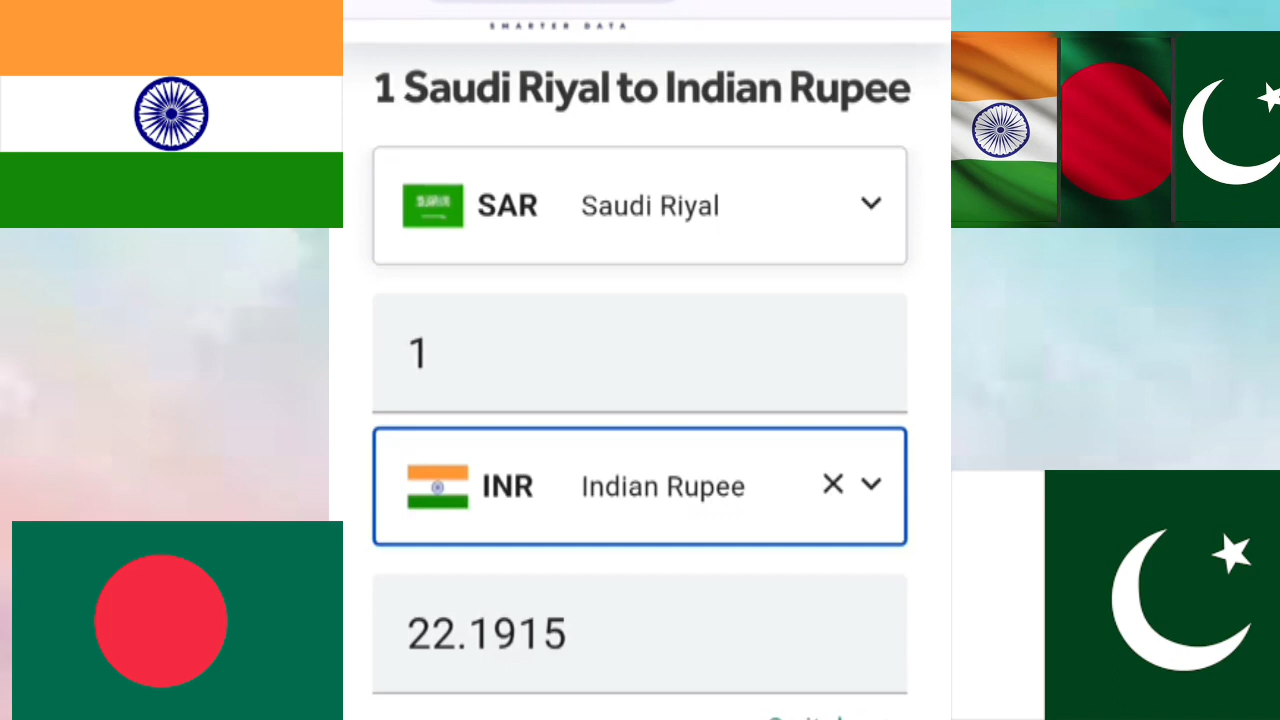 SMARTER DATA
1 Saudi Riyal to Indian Rupee
SAR Saudi Riyal
1
INR Indian Rupee
22.1915